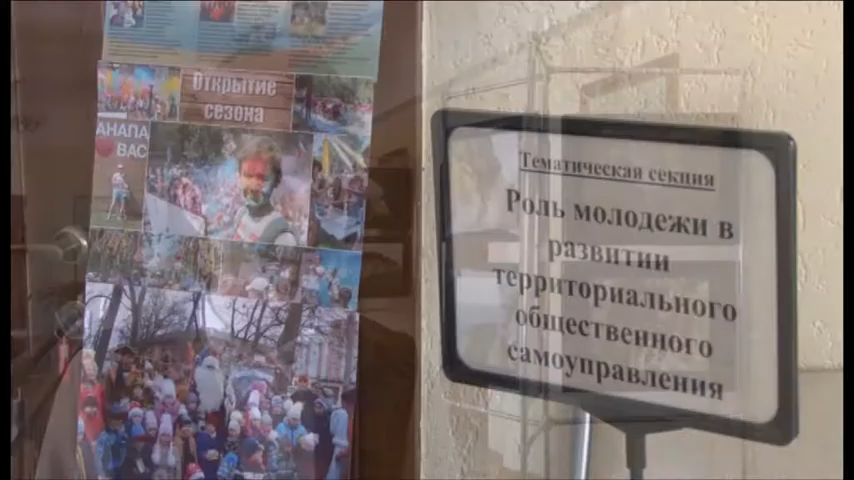 Открытие
сезона
АНАПА
ВАС
Тематическая секция
Роль молодежи в
развитии
территориального
общественного
самоуправления